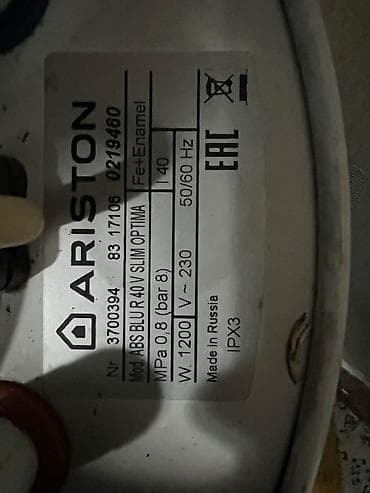 ARISTON
Nr 3700394 83 17106 0219460
Mod. ABS BLU R 40 V SLIM OPTIMA Fe+Enamel
MPa 0,8 (bar 8) l 40
W. 1200 V ~ 230 50/60 Hz
Made in Russia
IPX3
EAC